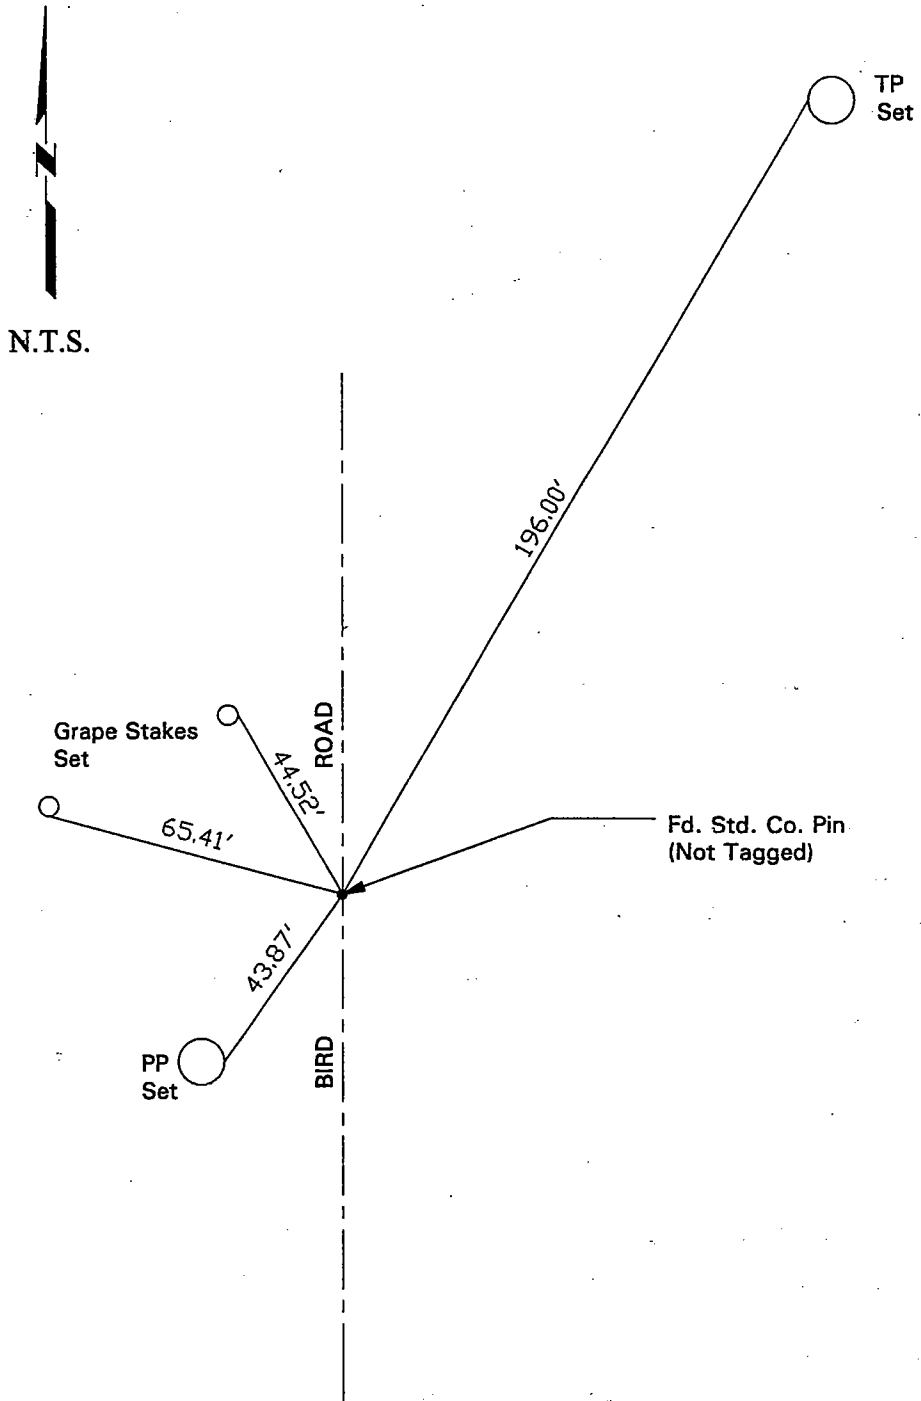 TP
Set
N
N.T.S.
196.00'
Grape Stakes
Set
44.52'
ROAD
65.41'
Fd. Std. Co. Pin
(Not Tagged)
43.87'
BIRD
PP
Set